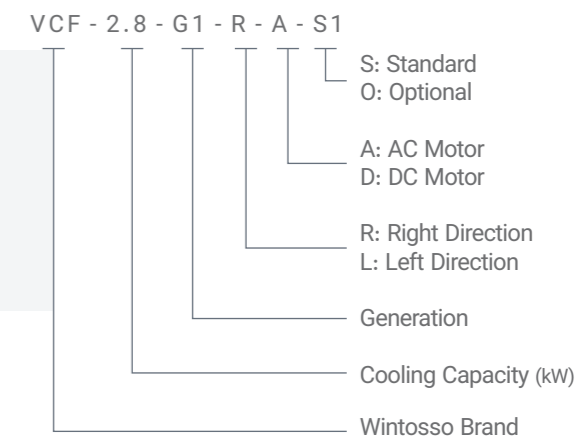 VCF - 2.8 - G1 - R - A - S1
S: Standard
O: Optional
A: AC Motor
D: DC Motor
R: Right Direction
L: Left Direction
Generation
Cooling Capacity (kW)
Wintosso Brand